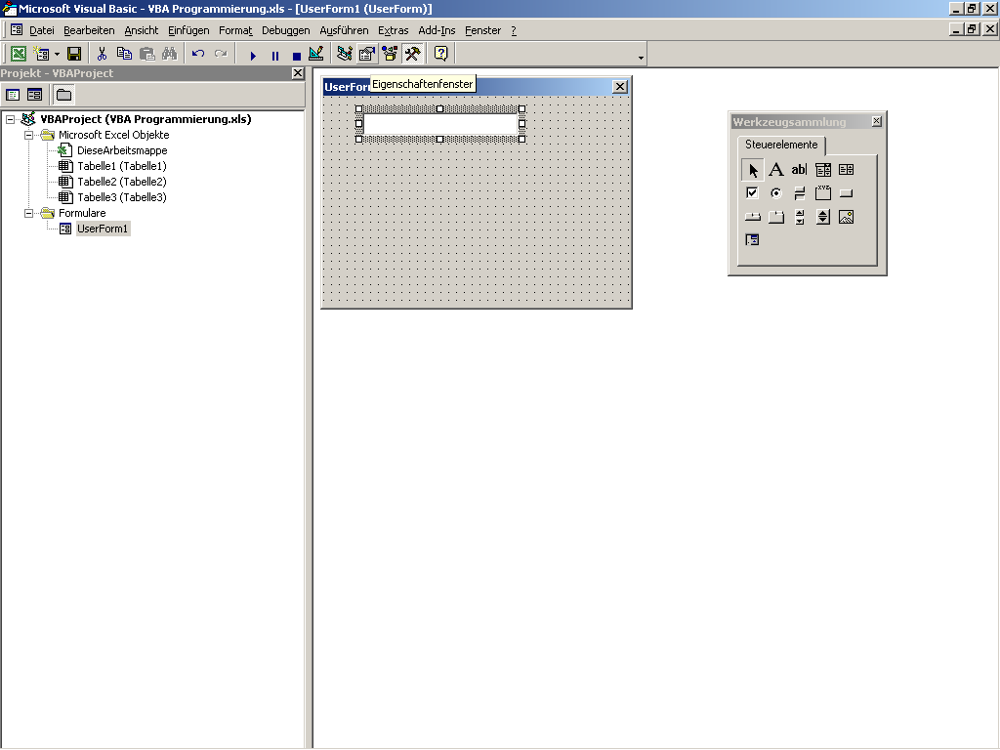 Microsoft Visual Basic - VBA Programmierung.xls - [UserForm1 (UserForm)]
Datei Bearbeiten Ansicht Einfügen Format Debuggen Ausführen Extras Add-Ins Fenster ?
Projekt - VBAProject
VBAProject (VBA Programmierung.xls)
Microsoft Excel Objekte
DieseArbeitsmappe
Tabelle1 (Tabelle1)
Tabelle2 (Tabelle2)
Tabelle3 (Tabelle3)
Formulare
UserForm1
UserFor
Eigenschaftenfenster
Werkzeugsammlung
Steuerelemente
A ab|
XYZ